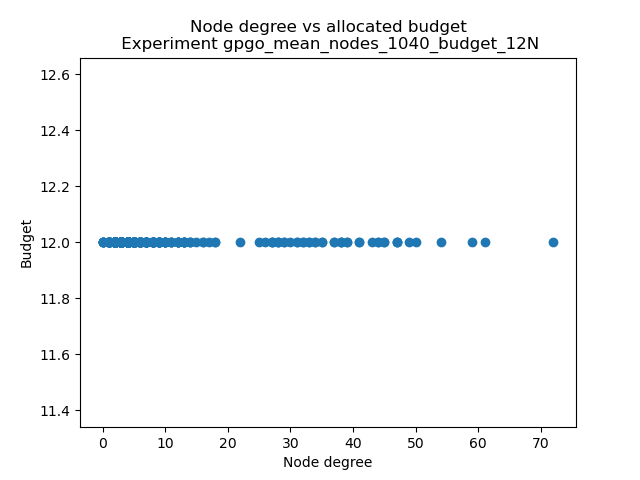 Node degree vs allocated budget
Experiment gpgo_mean_nodes_1040_budget_12N
12.6
12.4
12.2
12.0
11.8
11.6
11.4
Budget
0 10 20 30 40 50 60 70
Node degree